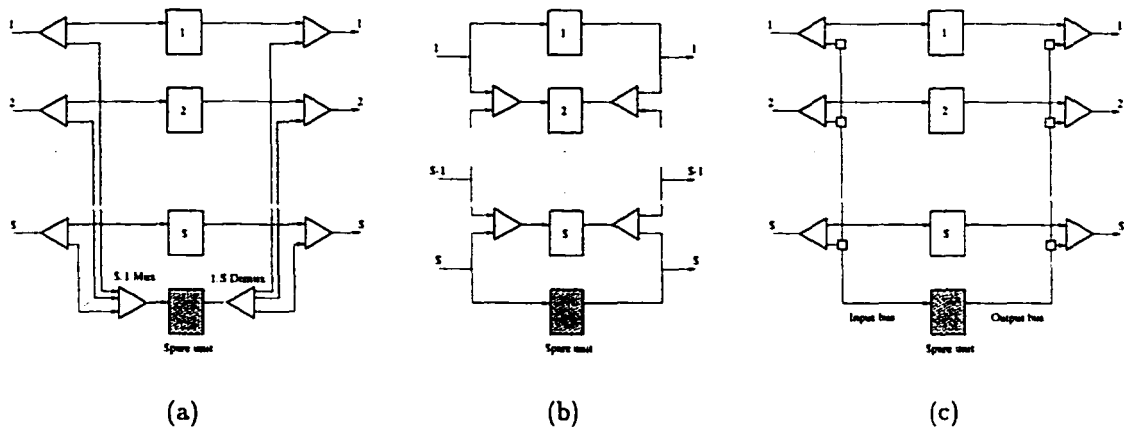 1 1 1
2 2 2
S S S
S:1 Mux 1:S Demux
Spare unit
(a)
1 1 1
2
S-1 S-1
S
S S
Spare unit
(b)
1 1 1
2 2 2
S S S
Input bus Output bus
Spare unit
(c)